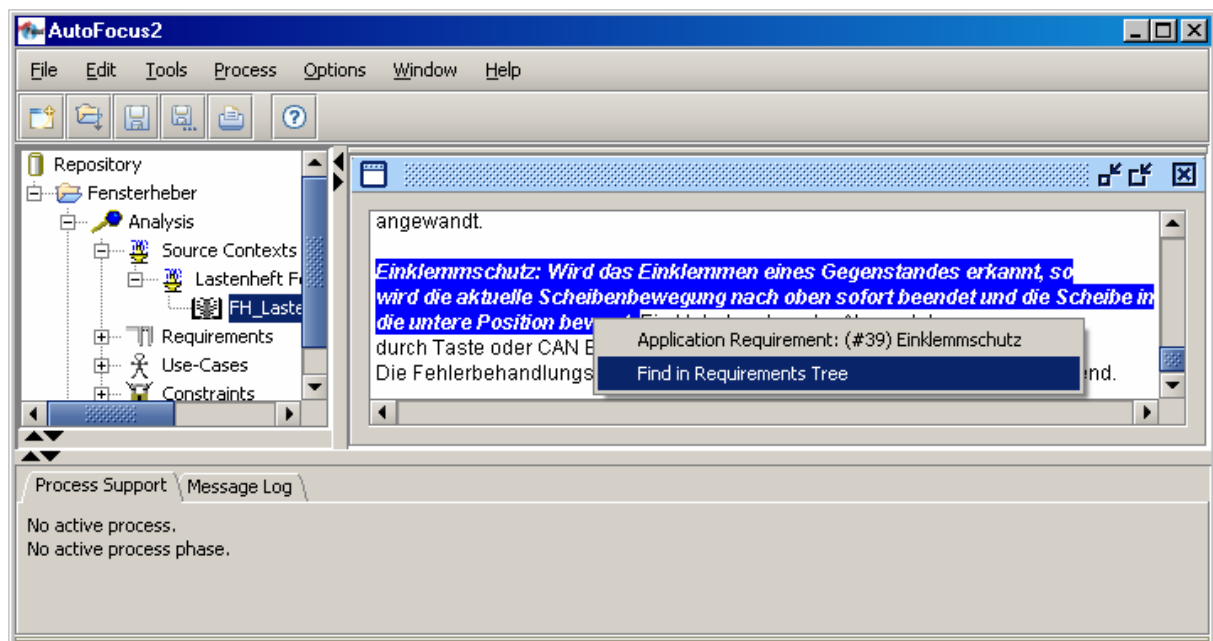 AutoFocus2
File Edit Tools Process Options Window Help
Repository
Fensterheber
Analysis
Source Contexts
Lastenheft
FH_Laste
Requirements
Use-Cases
Constraints
angewandt.
Einklemmschutz: Wird das Einklemmen eines Gegenstandes erkannt, so
wird die aktuelle Scheibenbewegung nach oben sofort beendet und die Scheibe in
die untere Position
durch Taste oder CAN
Die Fehlerbehandlungs nd.
Application Requirement: (#39) Einklemmschutz
Find in Requirements Tree
Process Support
Message Log
No active process.
No active process phase.